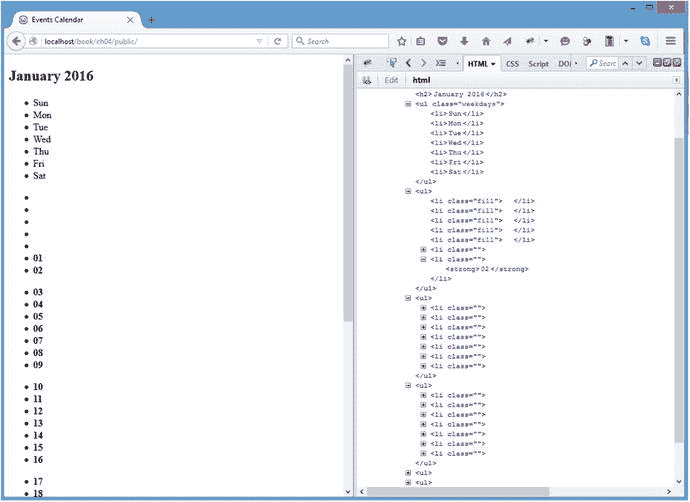 Events Calendar
localhost/book/ch04/public/
Search
HTML CSS Script DOI Searc
Edit html
January 2016
Sun
Mon
Tue
Wed
Thu
Fri
Sat
01
02
03
04
05
06
07
08
09
10
11
12
13
14
15
16
17
18
<h2>January 2016</h2>
<ul class="weekdays">
<li>Sun</li>
<li>Mon</li>
<li>Tue</li>
<li>Wed</li>
<li>Thu</li>
<li>Fri</li>
<li>Sat</li>
</ul>
<ul>
<li class="fill"> </li>
<li class="fill"> </li>
<li class="fill"> </li>
<li class="fill"> </li>
<li class="fill"> </li>
<li class="">
<li class="">
<strong>02</strong>
</li>
</ul>
<ul>
<li class="">
<li class="">
<li class="">
<li class="">
<li class="">
<li class="">
<li class="">
</ul>
<ul>
<li class="">
<li class="">
<li class="">
<li class="">
<li class="">
<li class="">
<li class="">
</ul>
<ul>
<ul>